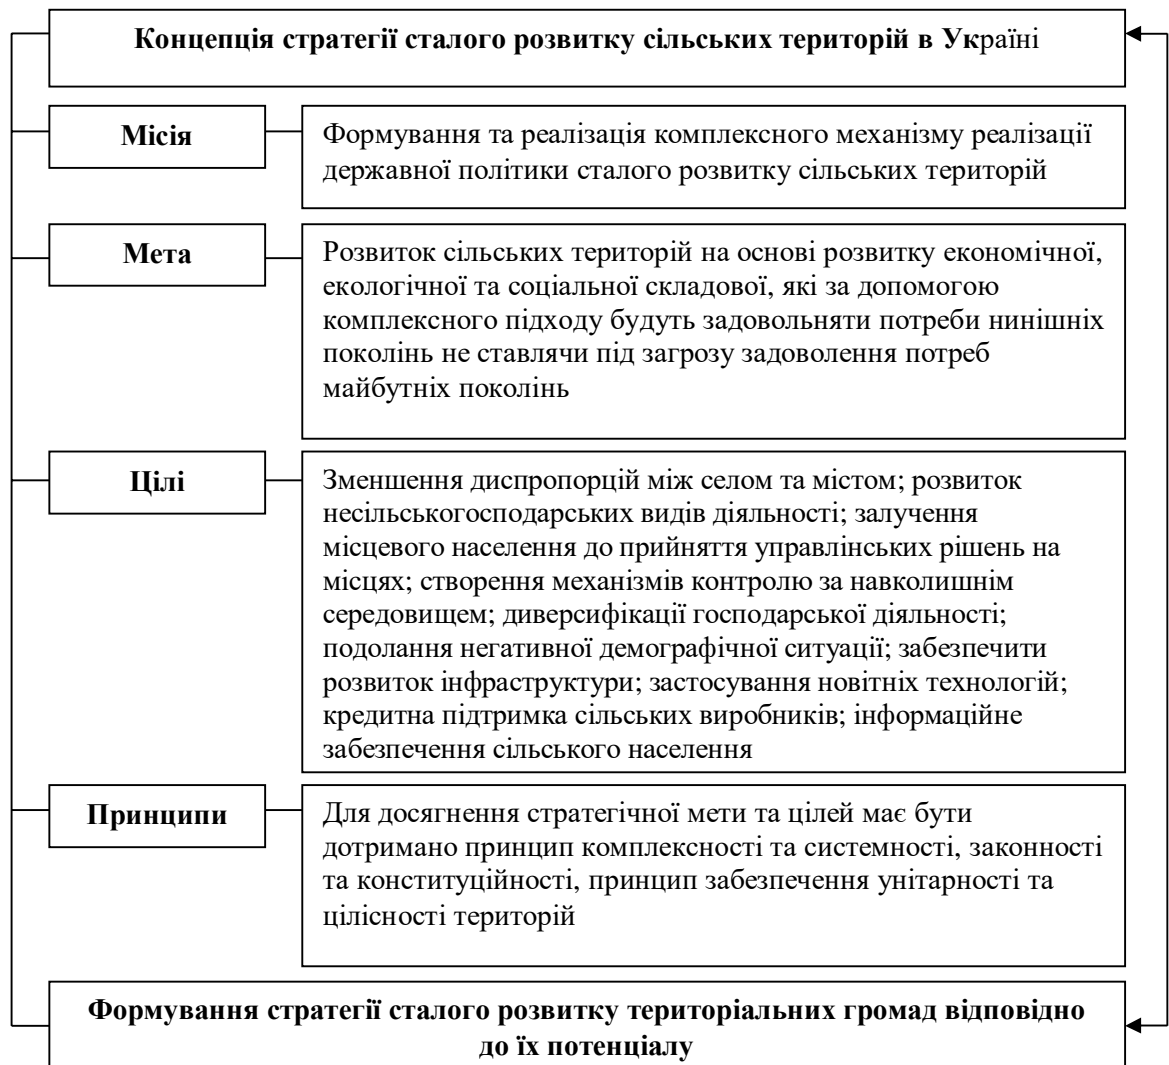 Концепція стратегії сталого розвитку сільських територій в Україні
Місія
Формування та реалізація комплексного механізму реалізації
державної політики сталого розвитку сільських територій
Мета
Розвиток сільських територій на основі розвитку економічної,
екологічної та соціальної складової, які за допомогою
комплексного підходу будуть задовольняти потреби нинішніх
поколінь не ставлячи під загрозу задоволення потреб
майбутніх поколінь
Цілі
Зменшення диспропорцій між селом та містом; розвиток
несільськогосподарських видів діяльності; залучення
місцевого населення до прийняття управлінських рішень на
місцях; створення механізмів контролю за навколишнім
середовищем; диверсифікації господарської діяльності;
подолання негативної демографічної ситуації; забезпечити
розвиток інфраструктури; застосування новітніх технологій;
кредитна підтримка сільських виробників; інформаційне
забезпечення сільського населення
Принципи
Для досягнення стратегічної мети та цілей має бути
дотримано принцип комплексності та системності, законності
та конституційності, принцип забезпечення унітарності та
цілісності територій
Формування стратегії сталого розвитку територіальних громад відповідно
до їх потенціалу